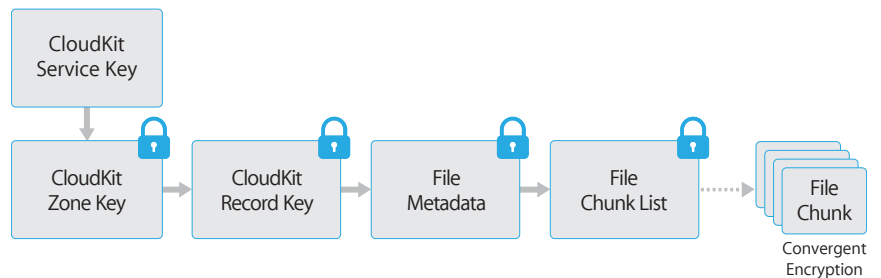 CloudKit
Service Key
CloudKit
Zone Key
CloudKit
Record Key
File
Metadata
File
Chunk List
File
Chunk
Convergent
Encryption